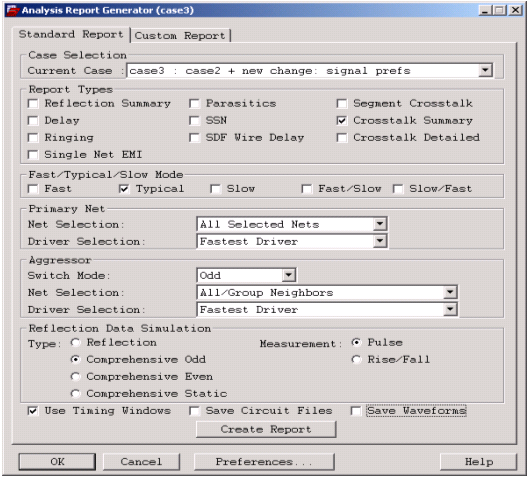 Analysis Report Generator (case3)
Standard Report Custom Report
Case Selection
Current Case : case3 : case2 + new change: signal prefs
Report Types
Reflection Summary Parasitics Segment Crosstalk
Delay SSN Crosstalk Summary
Ringing SDF Wire Delay Crosstalk Detailed
Single Net EMI
Fast/Typical/Slow Mode
Fast Typical Slow Fast/Slow Slow/Fast
Primary Net
Net Selection: All Selected Nets
Driver Selection: Fastest Driver
Aggressor
Switch Mode: Odd
Net Selection: All/Group Neighbors
Driver Selection: Fastest Driver
Reflection Data Simulation
Type: Reflection Measurement: Pulse
Comprehensive Odd Rise/Fall
Comprehensive Even
Comprehensive Static
Use Timing Windows Save Circuit Files Save Waveforms
Create Report
OK Cancel Preferences... Help